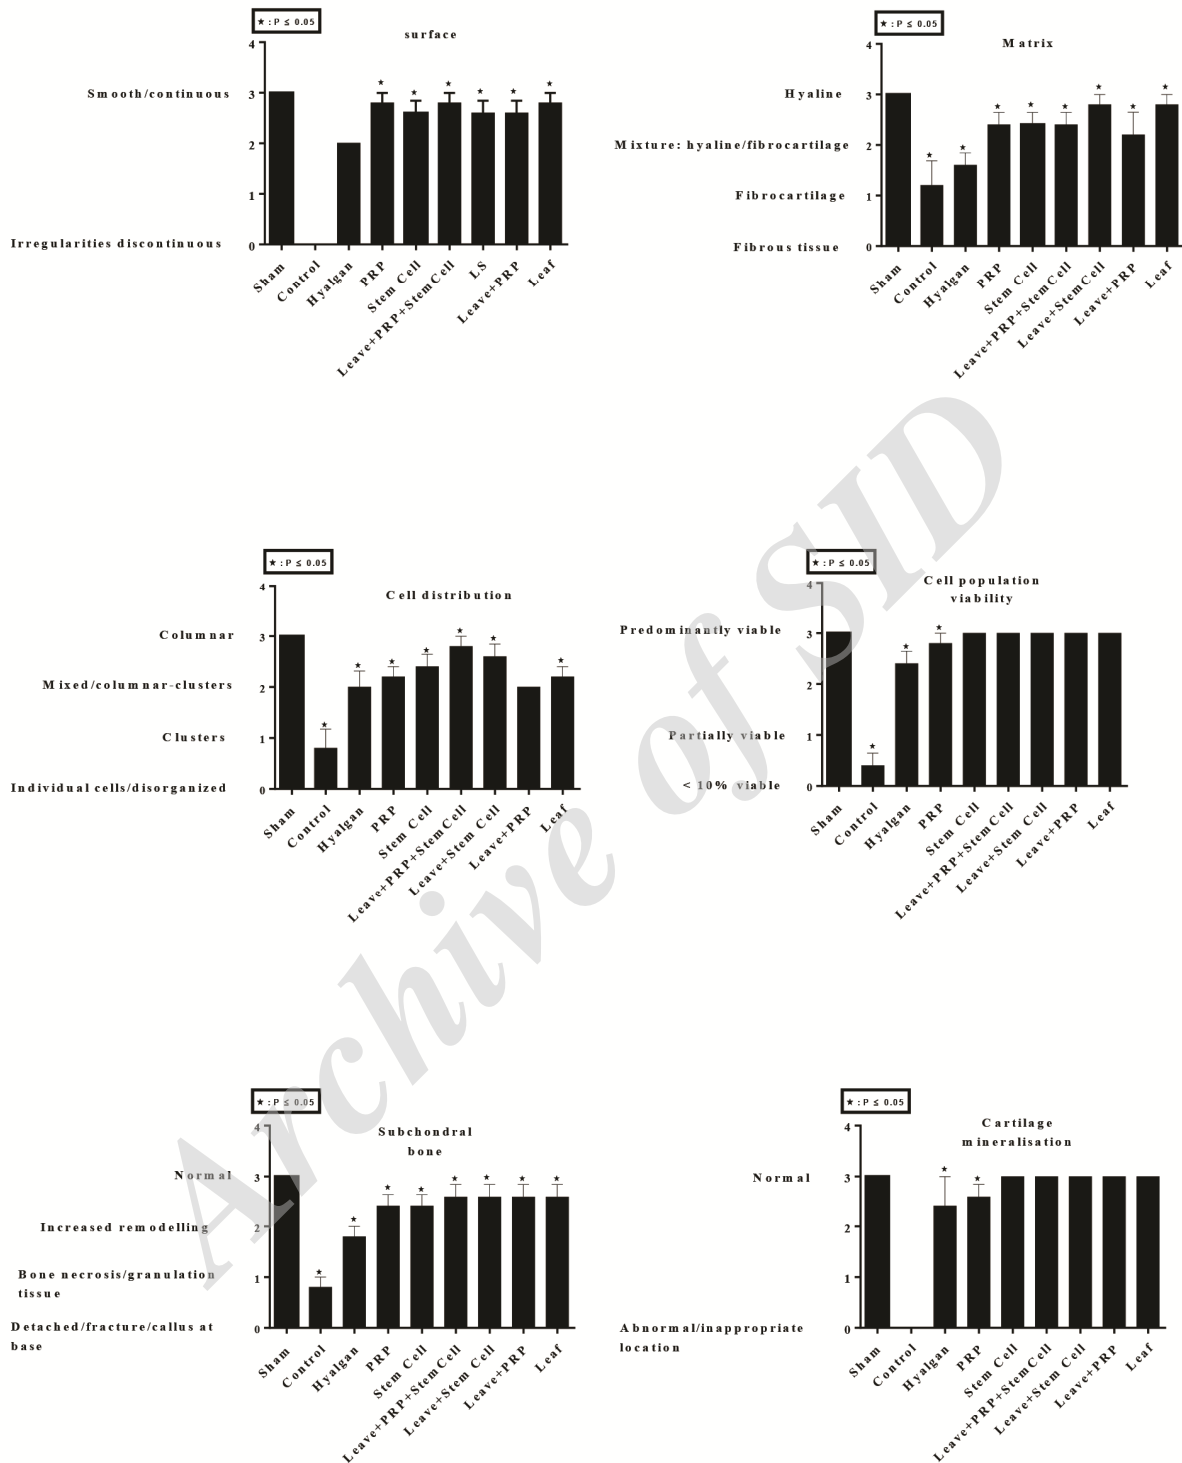 ★ : P ≤ 0.05
surface
4
Smooth/continuous
3
2
1
Irregularities discontinuous
0
Sham
Control
Hyalgan
PRP
Stem Cell
Leave+PRP+StemCell
LS
Leave+PRP
Leaf
★ : P ≤ 0.05
Matrix
4
Hyaline
3
Mixture: hyaline/fibrocartilage
2
Fibrocartilage
1
Fibrous tissue
0
Sham
Control
Hyalgan
PRP
Stem Cell
Leave+PRP+StemCell
Leave+StemCell
Leave+PRP
Leaf
★ : P ≤ 0.05
Cell distribution
4
Columnar
3
Mixed/columnar-clusters
2
Clusters
1
Individual cells/disorganized
0
Sham
Control
Hyalgan
PRP
Stem Cell
Leave+PRP+StemCell
Leave+Stem Cell
Leave+PRP
Leaf
★ : P ≤ 0.05
Cell population
viability
4
Predominantly viable
3
2
Partially viable
1
< 10% viable
0
Sham
Control
Hyalgan
PRP
Stem Cell
Leave+PRP+StemCell
Leave+Stem Cell
Leave+PRP
Leaf
★ : P ≤ 0.05
Subchondral
bone
4
Normal
3
Increased remodelling
2
Bone necrosis/granulation
tissue
1
Detached/fracture/callus at
base
0
Sham
Control
Hyalgan
PRP
Stem Cell
Leave+PRP+StemCell
Leave+Stem Cell
Leave+PRP
Leaf
★ : P ≤ 0.05
Cartilage
mineralisation
4
Normal
3
2
1
Abnormal/inappropriate
location
0
Sham
Control
Hyalgan
PRP
Stem Cell
Leave+PRP+StemCell
Leave+Stem Cell
Leave+PRP
Leaf
Archive of SID